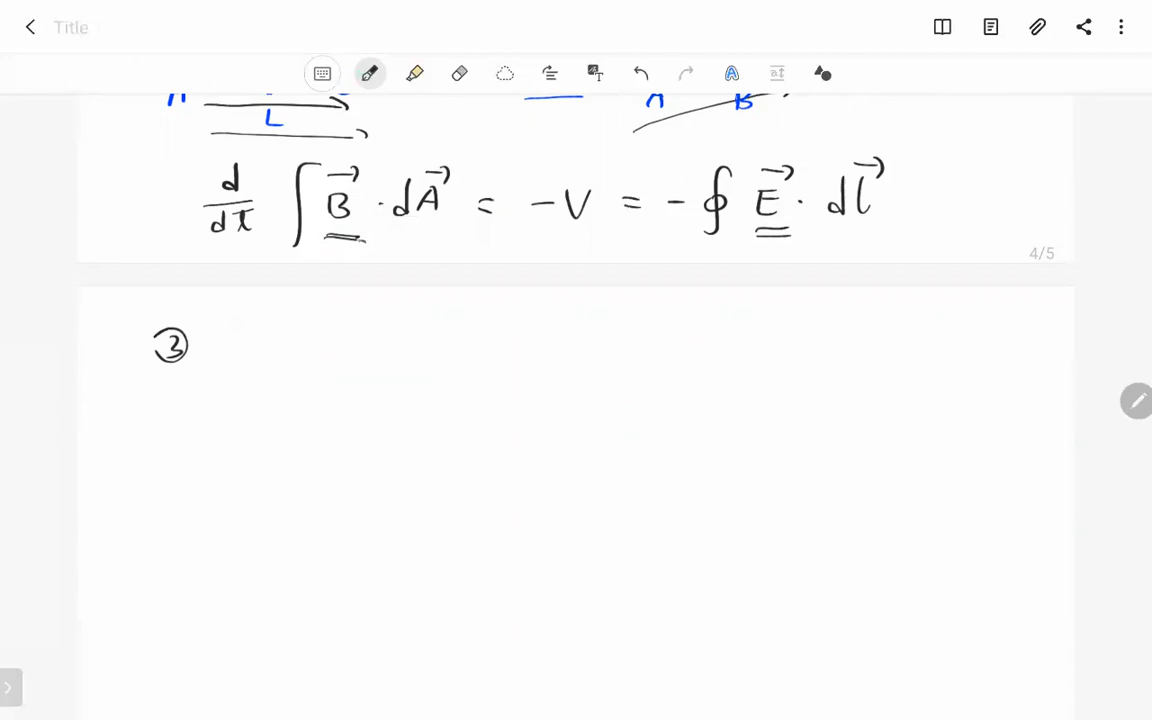 Title
A B
L A B
d/dt ∫ B⃗ · dA⃗ = -V = - ∮ E⃗ · dl⃗
4/5
③